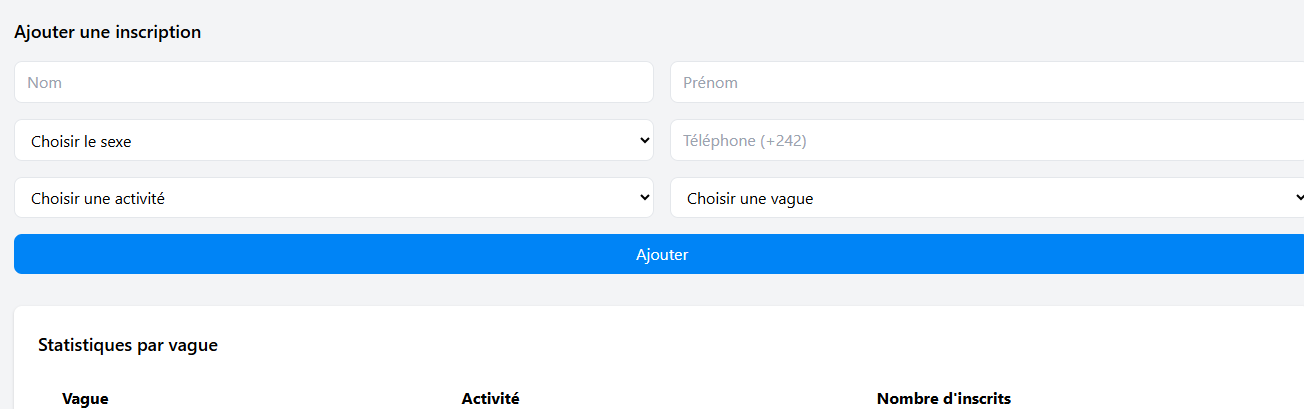 Ajouter une inscription
Nom Prénom
Choisir le sexe Téléphone (+242)
Choisir une activité Choisir une vague
Ajouter
Statistiques par vague
Vague Activité Nombre d'inscrits